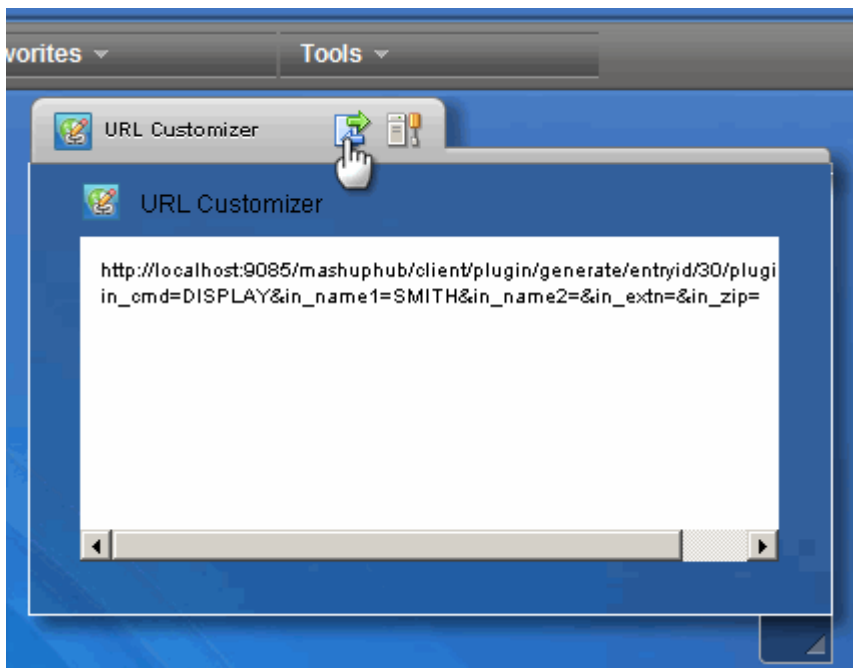 vorites
Tools
URL Customizer
URL Customizer
http://localhost:9085/mashuphub/client/plugin/generate/entryid/30/plugi
in_cmd=DISPLAY&in_name1=SMITH&in_name2=&in_extn=&in_zip=